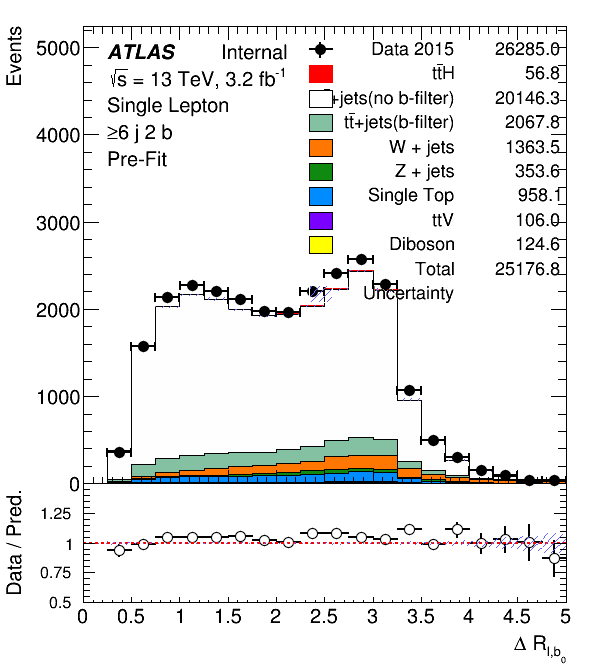 Events
5000
4000
3000
2000
1000
0
ATLAS Internal
√s = 13 TeV, 3.2 fb-1
Single Lepton
≥6 j 2 b
Pre-Fit
Data 2015 26285.0
tt̄H 56.8
+jets(no b-filter) 20146.3
tt̄+jets(b-filter) 2067.8
W + jets 1363.5
Z + jets 353.6
Single Top 958.1
ttV 106.0
Diboson 124.6
Total 25176.8
Uncertainty
Data / Pred.
1.25
1
0.75
0.5
0 0.5 1 1.5 2 2.5 3 3.5 4 4.5 5
Δ R l,b0